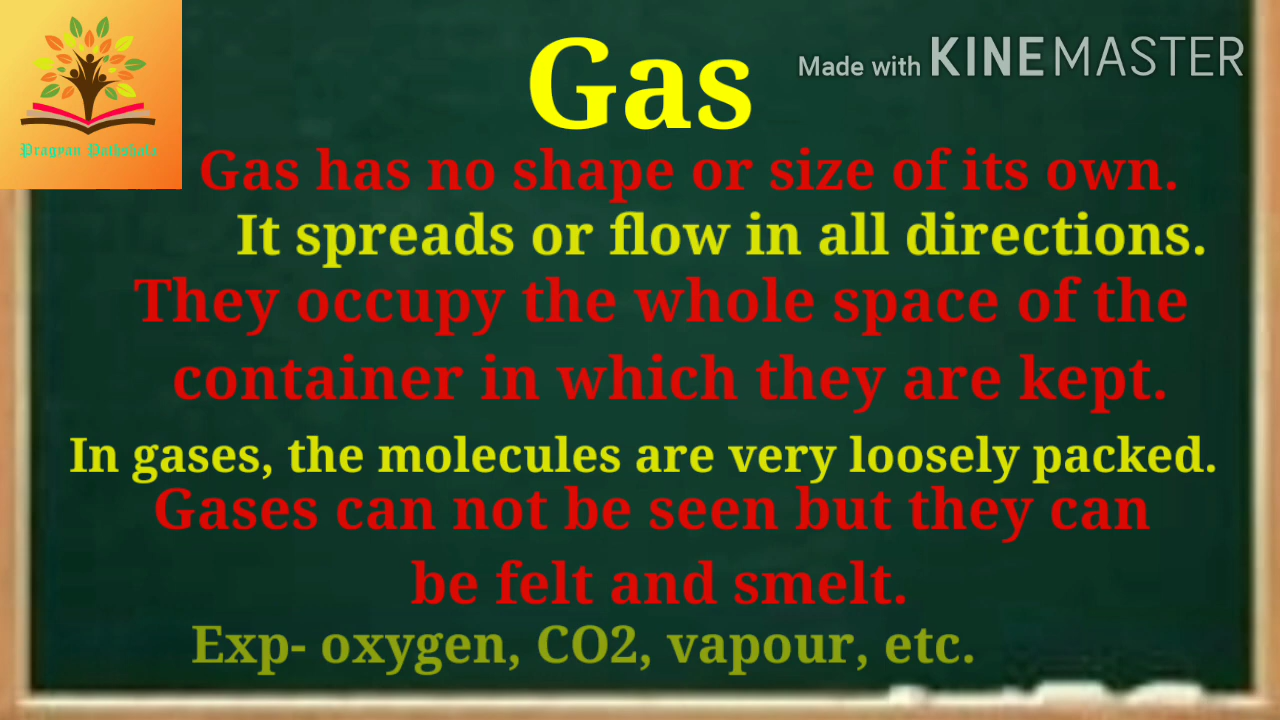 Gas
Made with KINEMASTER
Pragyan Pathshala
Gas has no shape or size of its own.
It spreads or flow in all directions.
They occupy the whole space of the
container in which they are kept.
In gases, the molecules are very loosely packed.
Gases can not be seen but they can
be felt and smelt.
Exp- oxygen, CO2, vapour, etc.